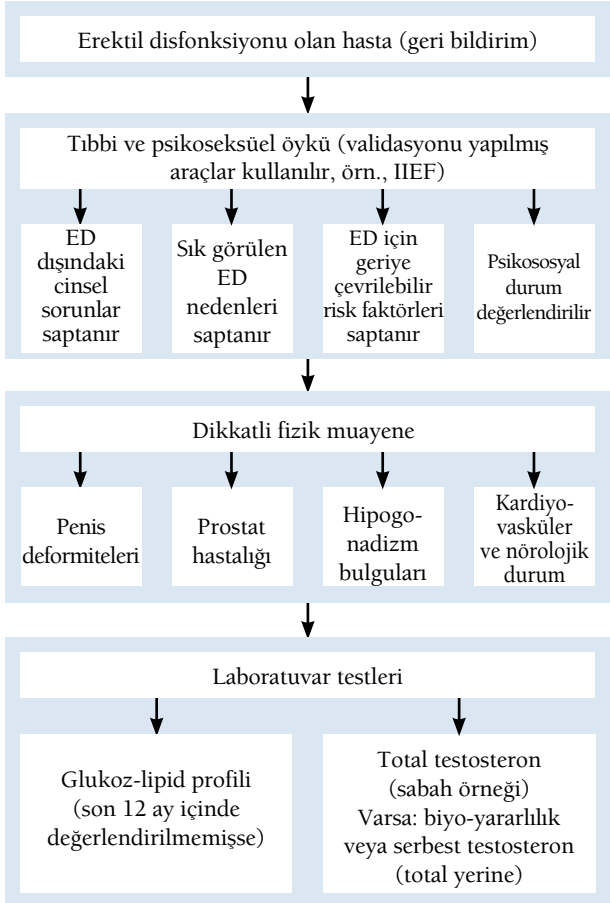 Erektil disfonksiyonu olan hasta (geri bildirim)
Tıbbi ve psikoseksüel öykü (validasyonu yapılmış
araçlar kullanılır, örn., IIEF)
ED
dışındaki
cinsel
sorunlar
saptanır
Sık görülen
ED
nedenleri
saptanır
ED için
geriye
çevrilebilir
risk faktörleri
saptanır
Psikososyal
durum
değerlendirilir
Dikkatli fizik muayene
Penis
deformiteleri
Prostat
hastalığı
Hipogo-
nadizm
bulguları
Kardiyo-
vasküler
ve nörolojik
durum
Laboratuvar testleri
Glukoz-lipid profili
(son 12 ay içinde
değerlendirilmemişse)
Total testosteron
(sabah örneği)
Varsa: biyo-yararlılık
veya serbest testosteron
(total yerine)